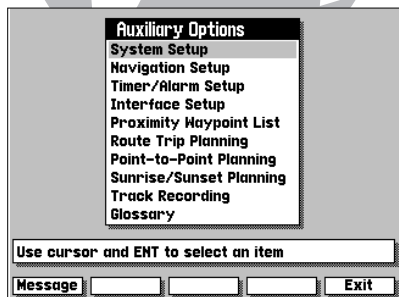 Auxiliary Options
System Setup
Navigation Setup
Timer/Alarm Setup
Interface Setup
Proximity Waypoint List
Route Trip Planning
Point-to-Point Planning
Sunrise/Sunset Planning
Track Recording
Glossary
Use cursor and ENT to select an item
Message Exit